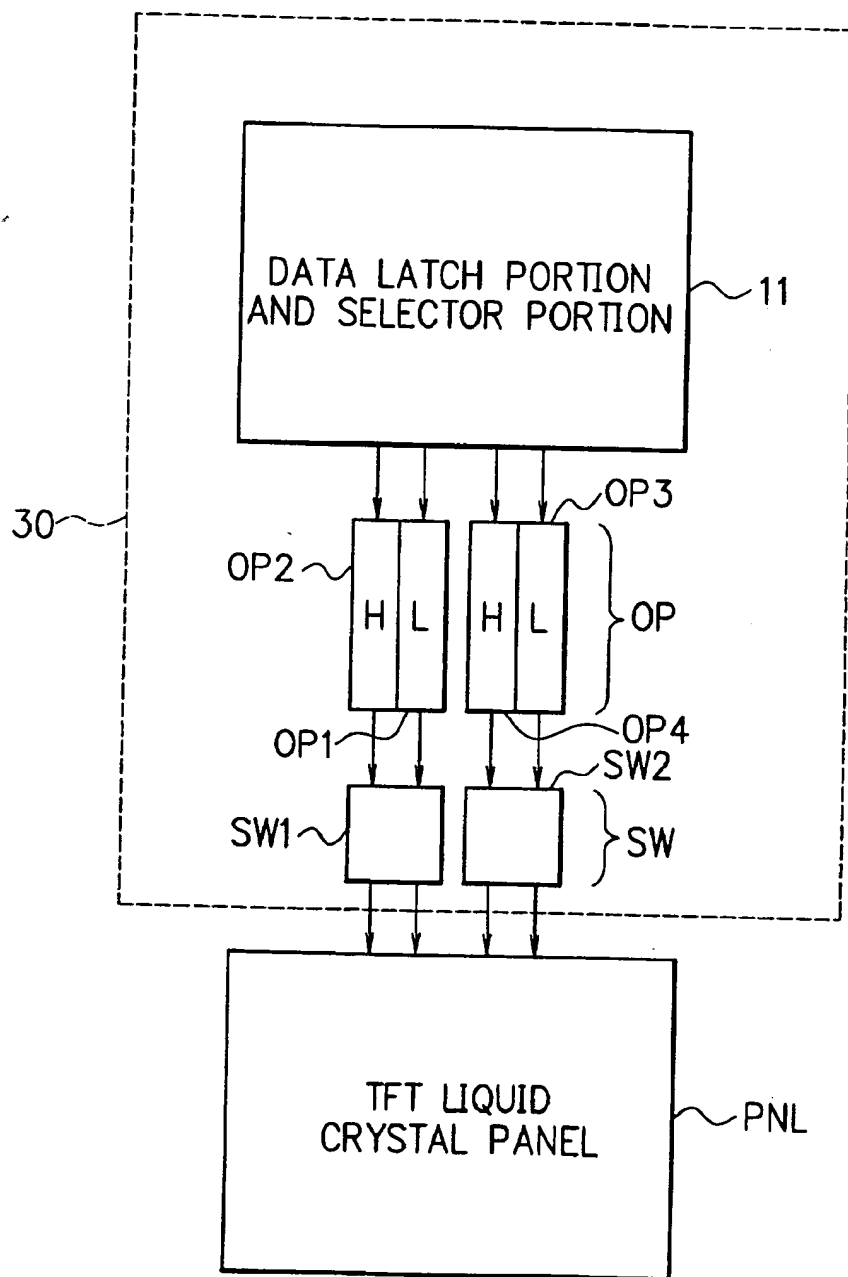 DATA LATCH PORTION
AND SELECTOR PORTION
11
30
OP3
OP2
H L H L
OP
OP1
OP4
SW2
SW1
SW
TFT LIQUID
CRYSTAL PANEL
PNL